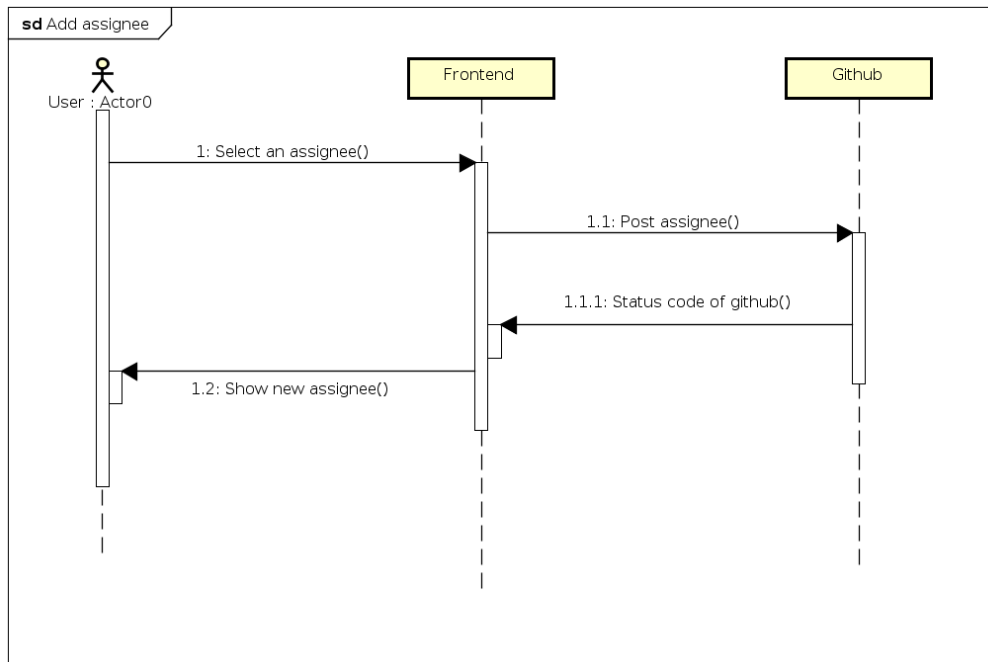 sd Add assignee
User : Actor0
Frontend
Github
1: Select an assignee()
1.1: Post assignee()
1.1.1: Status code of github()
1.2: Show new assignee()